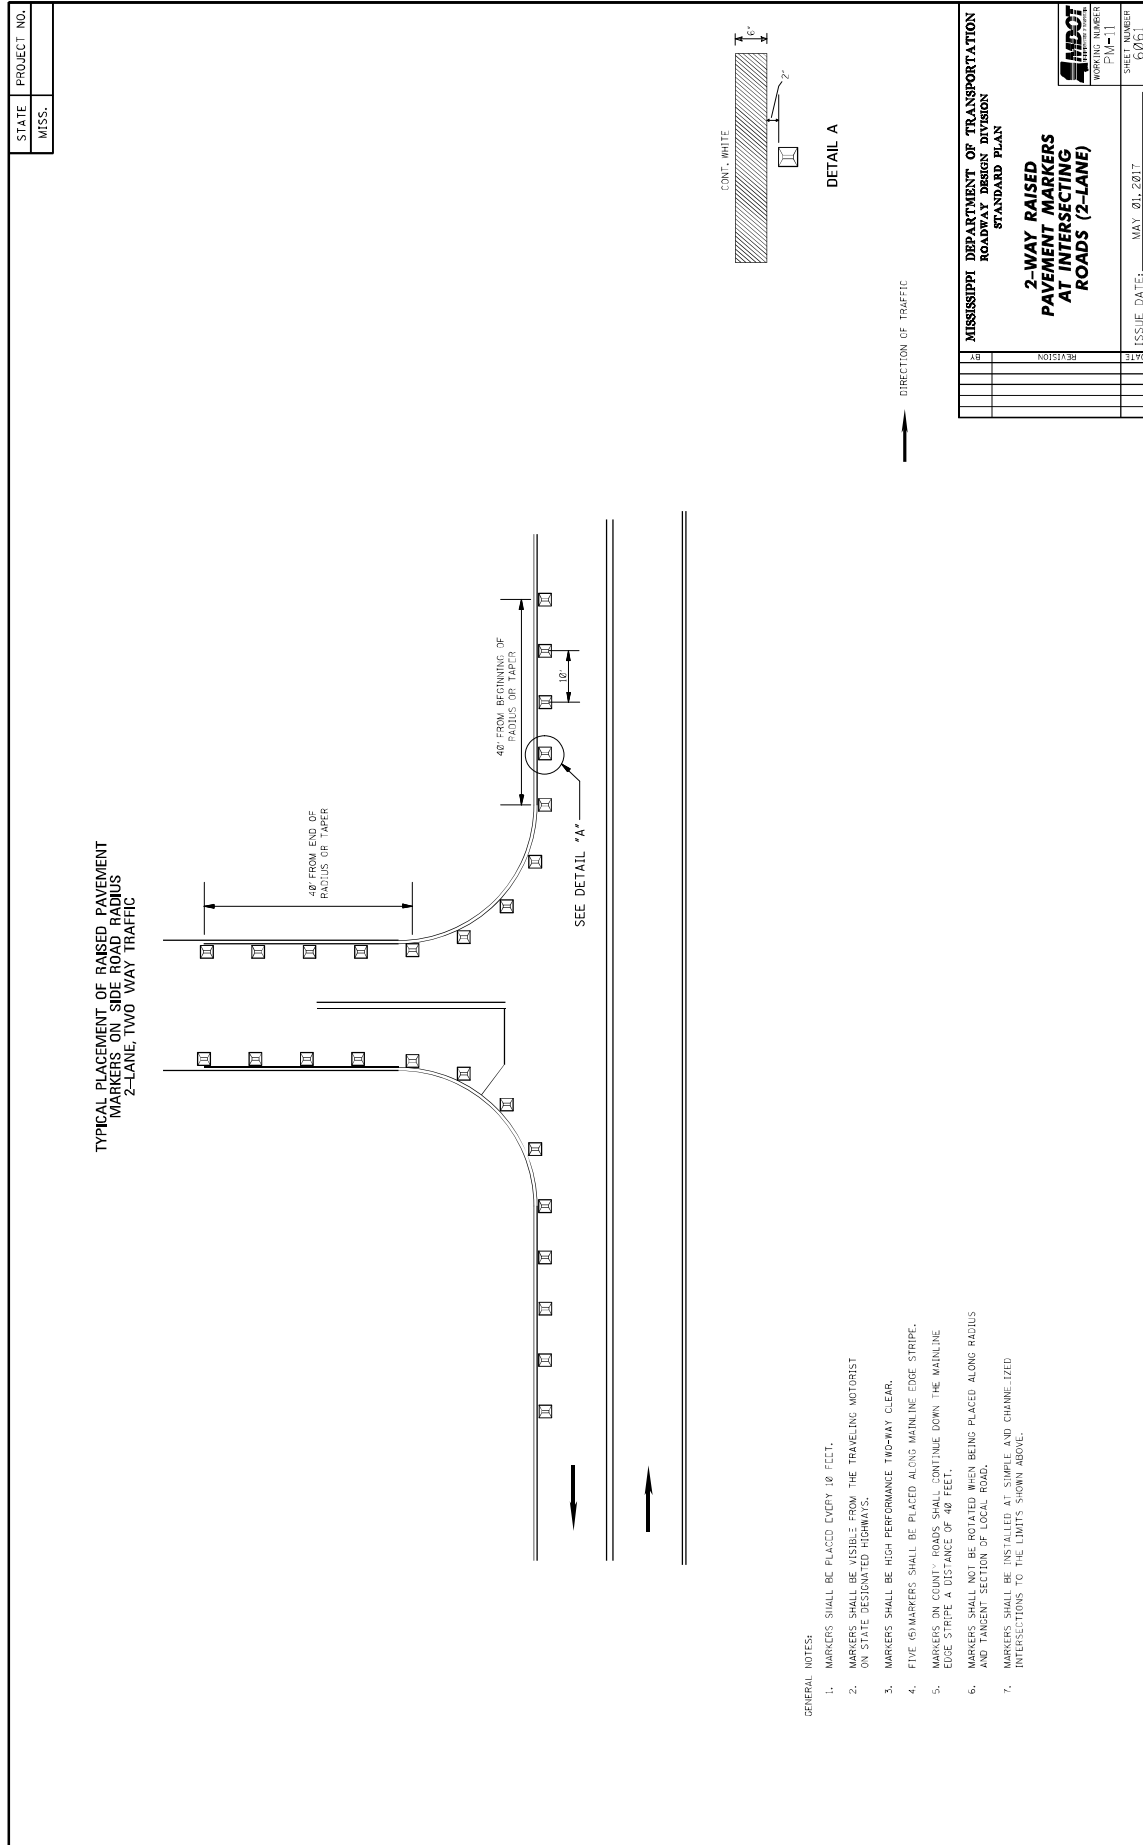 STATE PROJECT NO.
MISS.
TYPICAL PLACEMENT OF RAISED PAVEMENT
MARKERS ON SIDE ROAD RADIUS
2-LANE, TWO WAY TRAFFIC
40' FROM END OF
RADIUS OR TAPER
40' FROM BEGINNING OF
RADIUS OR TAPER
10'
SEE DETAIL "A"
CONT. WHITE
6"
2"
DETAIL A
DIRECTION OF TRAFFIC
GENERAL NOTES:
1. MARKERS SHALL BE PLACED EVERY 10 FEET.
2. MARKERS SHALL BE VISIBLE FROM THE TRAVELING MOTORIST
ON STATE DESIGNATED HIGHWAYS.
3. MARKERS SHALL BE HIGH PERFORMANCE TWO-WAY CLEAR.
4. FIVE (5) MARKERS SHALL BE PLACED ALONG MAINLINE EDGE STRIPE.
5. MARKERS ON COUNTY ROADS SHALL CONTINUE DOWN THE MAINLINE
EDGE STRIPE A DISTANCE OF 40 FEET.
6. MARKERS SHALL NOT BE ROTATED WHEN BEING PLACED ALONG RADIUS
AND TANGENT SECTION OF LOCAL ROAD.
7. MARKERS SHALL BE INSTALLED AT SIMPLE AND CHANNELIZED
INTERSECTIONS TO THE LIMITS SHOWN ABOVE.
BY
REVISION
DATE
MISSISSIPPI DEPARTMENT OF TRANSPORTATION
ROADWAY DESIGN DIVISION
STANDARD PLAN
2-WAY RAISED
PAVEMENT MARKERS
AT INTERSECTING
ROADS (2-LANE)
ISSUE DATE: MAY 01, 2017
MDOT
WORKING NUMBER
PM-11
SHEET NUMBER
6061